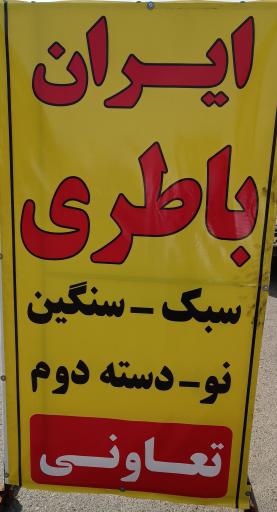 ایران
باطری
سبک - سنگین
نو - دسته دوم
تعاونی